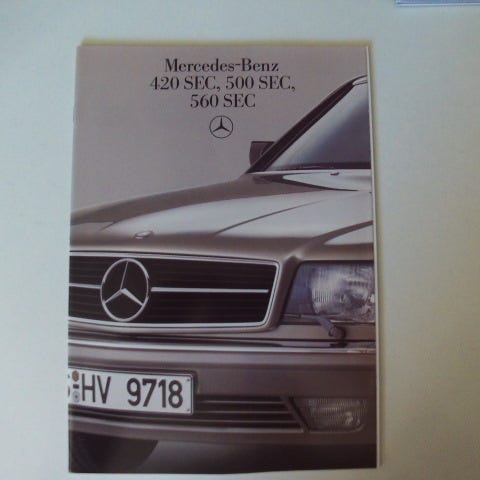 Mercedes-Benz
420 SEC, 500 SEC,
560 SEC
S HV 9718